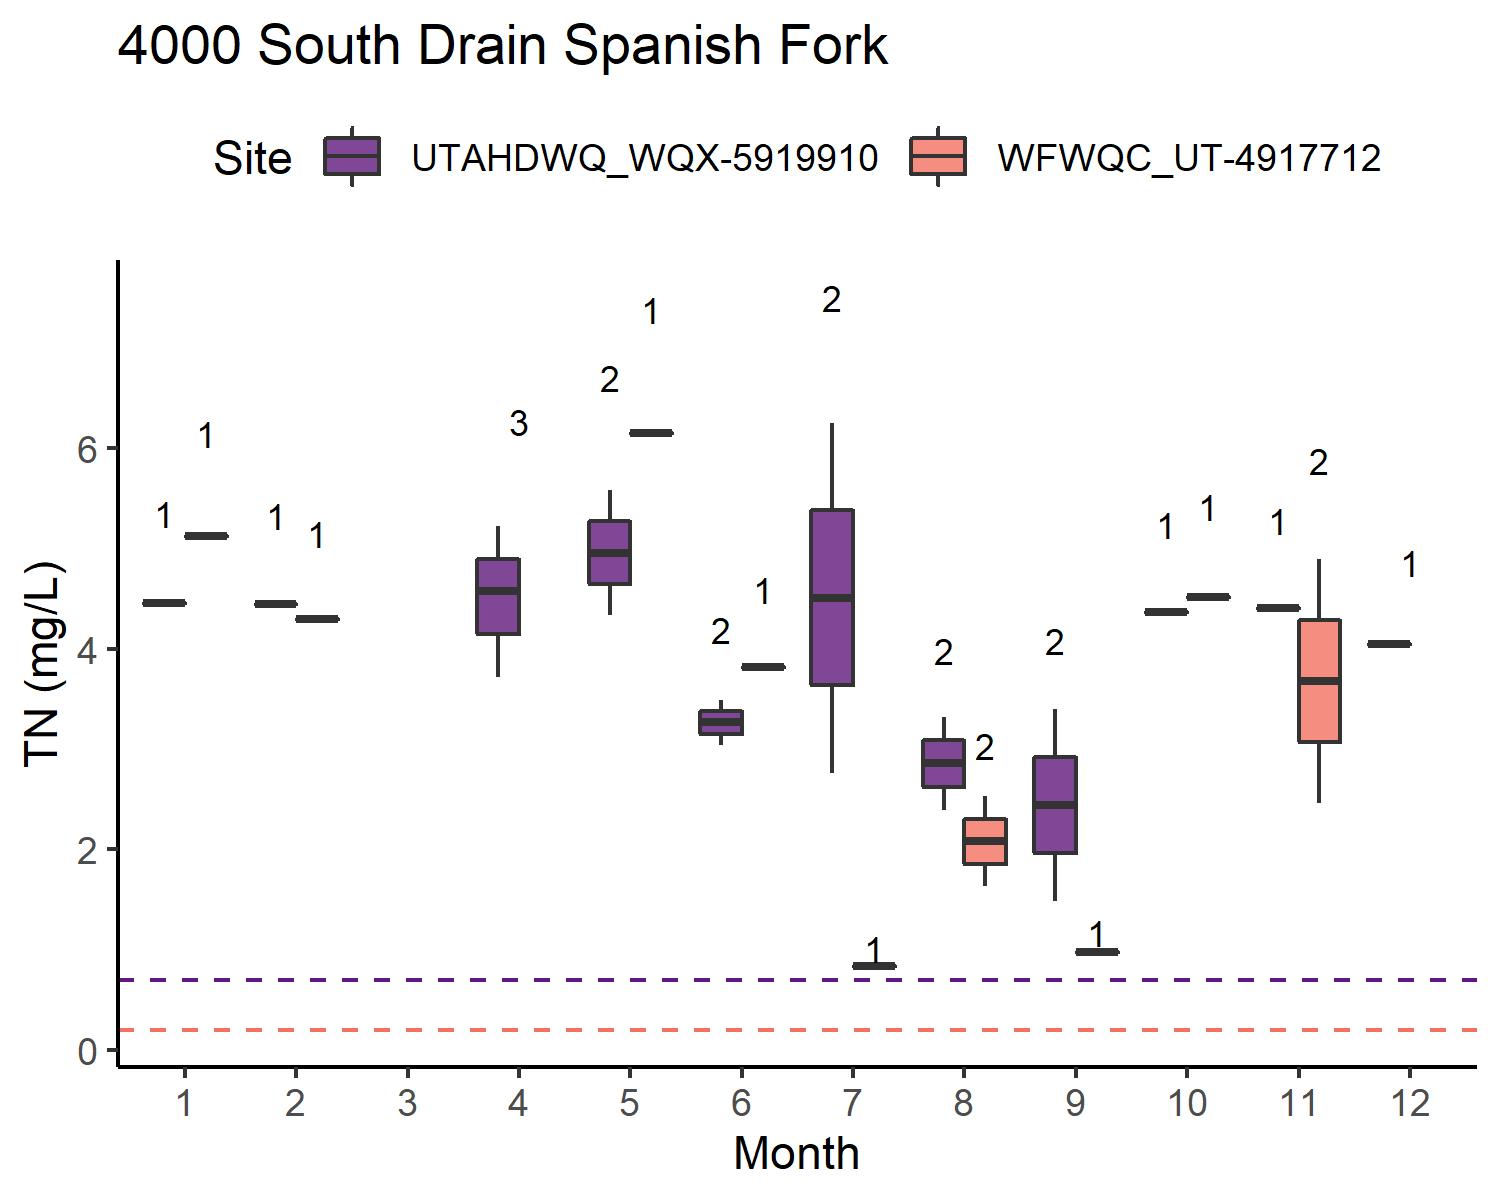 4000 South Drain Spanish Fork
Site UTAHDWQ_WQX-5919910 WFWQC_UT-4917712
TN (mg/L)
6
4
2
0
1 1 1 1 3 2 1 2 1 2 1 2 2 2 1 1 1 1 2 1
1 2 3 4 5 6 7 8 9 10 11 12
Month